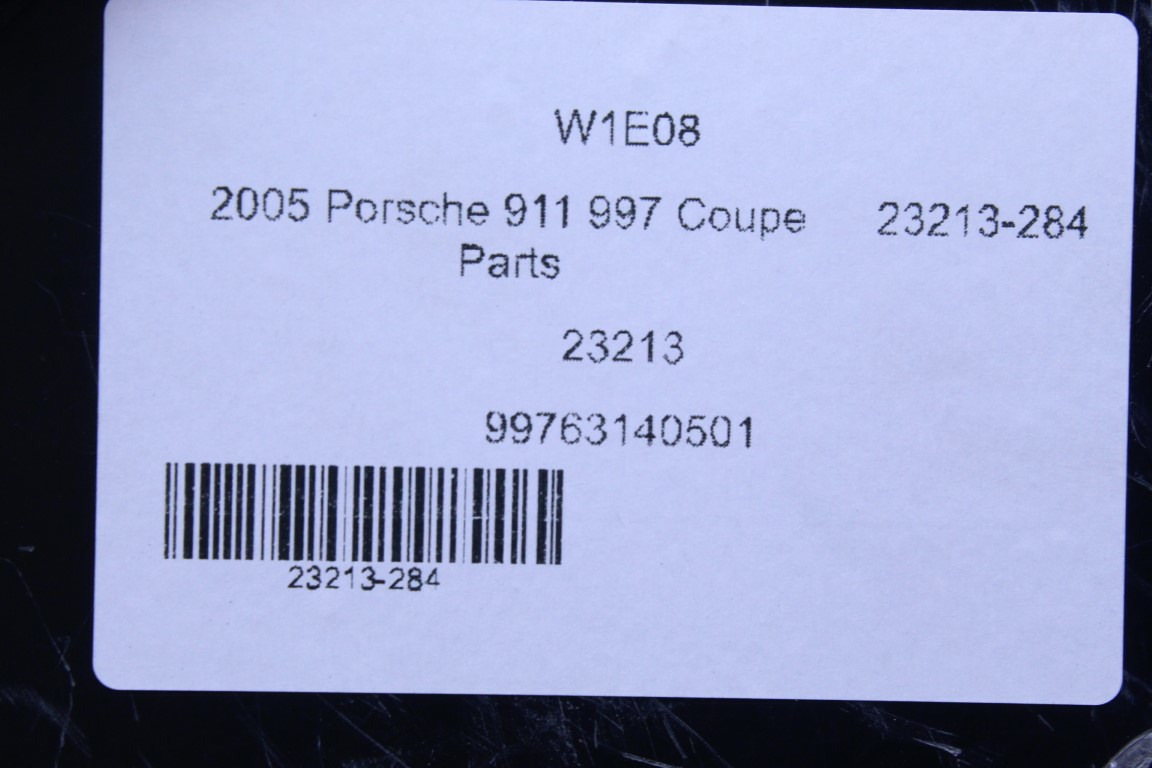 W1E08
2005 Porsche 911 997 Coupe 23213-284
Parts
23213
99763140501
23213-284